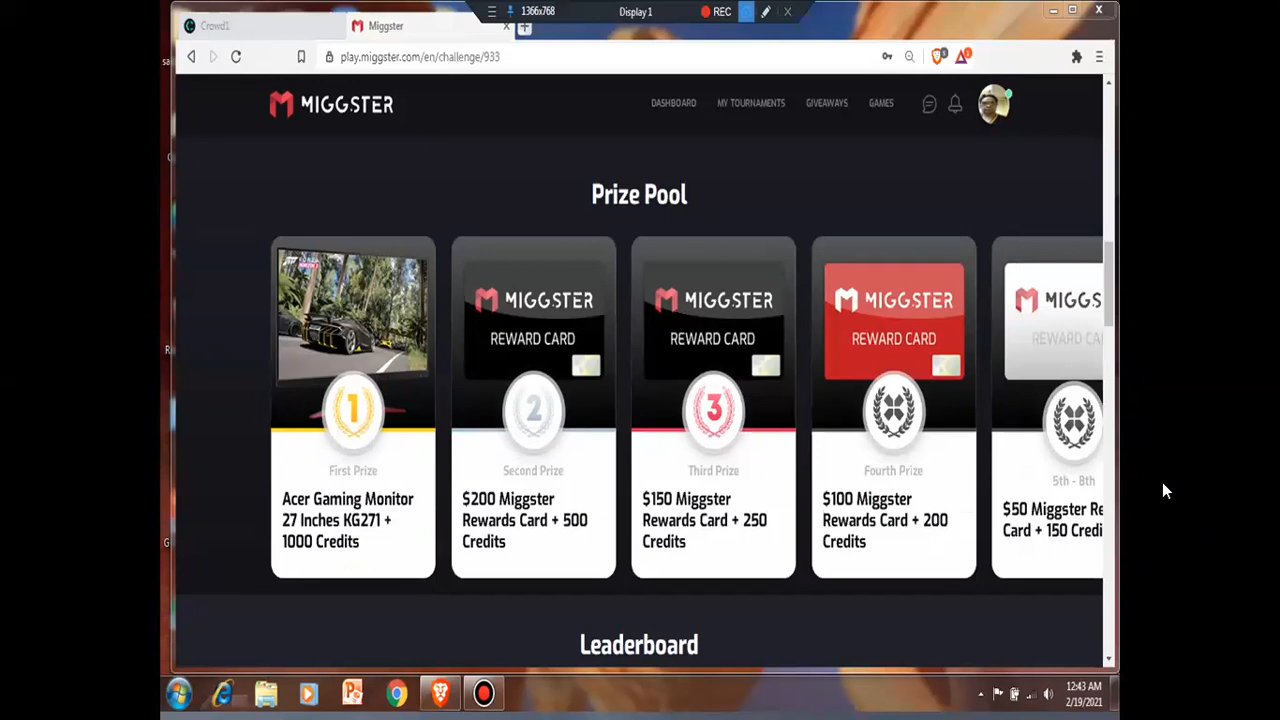 1366x768
Display 1
REC
Crowd1
Miggster
play.miggster.com/en/challenge/933
MIGGSTER
DASHBOARD
MY TOURNAMENTS
GIVEAWAYS
GAMES
Prize Pool
MIGGSTER
REWARD CARD
MIGGSTER
REWARD CARD
MIGGSTER
REWARD CARD
MIGGS
REWARD CA
1
2
3
First Prize
Acer Gaming Monitor
27 Inches KG271 +
1000 Credits
Second Prize
$200 Miggster
Rewards Card + 500
Credits
Third Prize
$150 Miggster
Rewards Card + 250
Credits
Fourth Prize
$100 Miggster
Rewards Card + 200
Credits
5th - 8th
$50 Miggster Re
Card + 150 Credi
Leaderboard
12:43 AM
2/19/2021